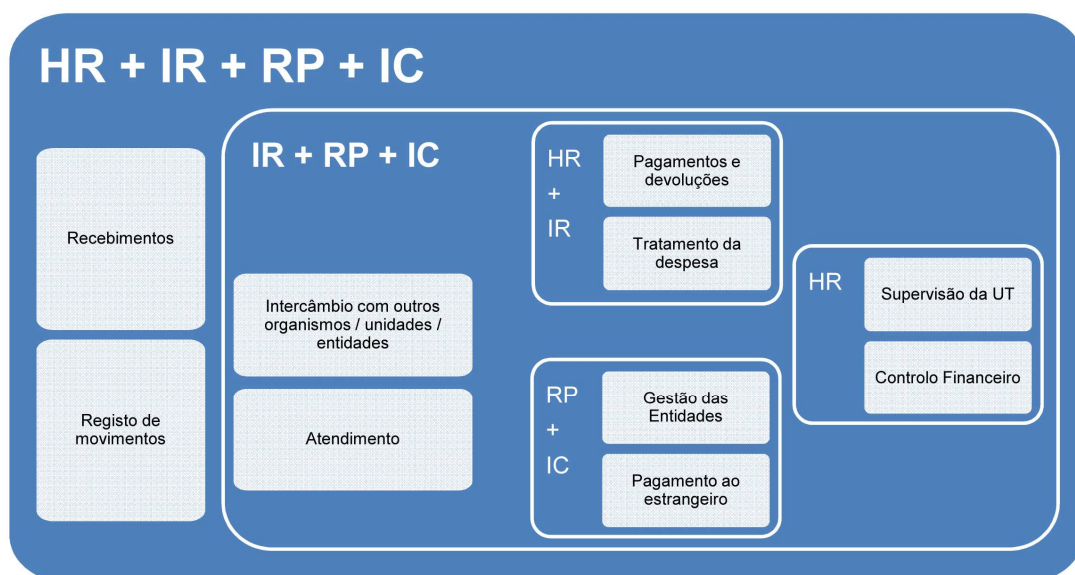 HR + IR + RP + IC
Recebimentos
Registo de
movimentos
IR + RP + IC
Intercâmbio com outros
organismos / unidades /
entidades
Atendimento
HR
+
IR
Pagamentos e
devoluções
Tratamento da
despesa
RP
+
IC
Gestão das
Entidades
Pagamento ao
estrangeiro
HR
Supervisão da UT
Controlo Financeiro